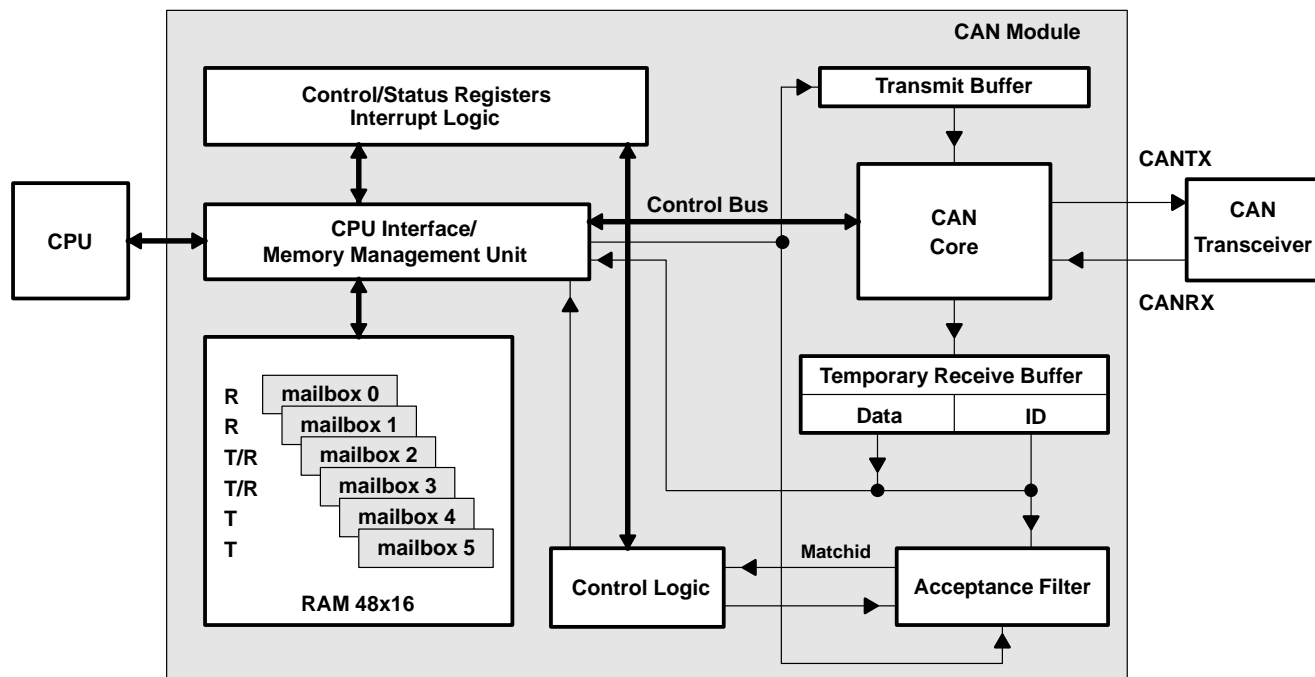 CAN Module
Control/Status Registers
Interrupt Logic
Transmit Buffer
CANTX
CPU
CPU Interface/
Memory Management Unit
Control Bus
CAN
Core
CAN
Transceiver
CANRX
Temporary Receive Buffer
Data
ID
R mailbox 0
R mailbox 1
T/R mailbox 2
T/R mailbox 3
T mailbox 4
T mailbox 5
RAM 48x16
Control Logic
Matchid
Acceptance Filter